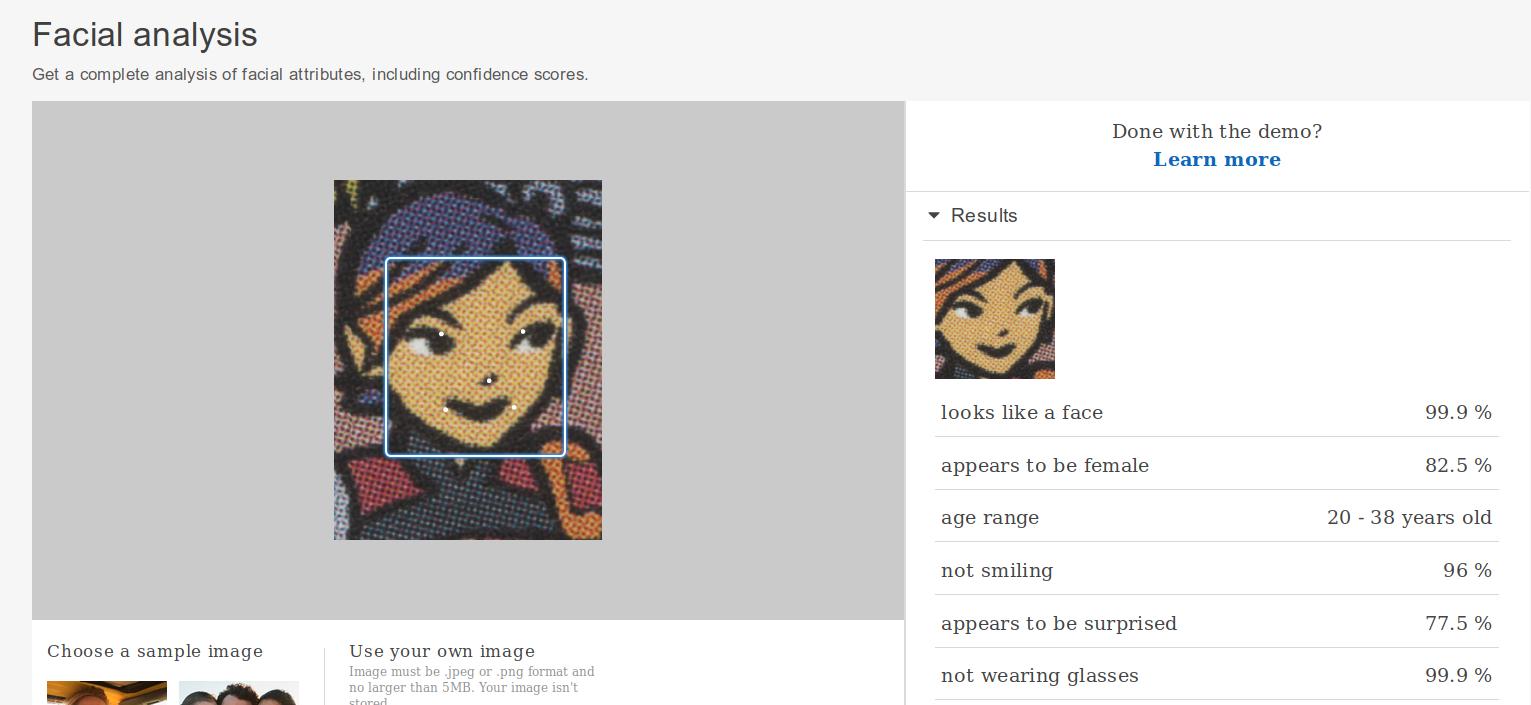 Facial analysis
Get a complete analysis of facial attributes, including confidence scores.
Done with the demo?
Learn more
Results
looks like a face 99.9 %
appears to be female 82.5 %
age range 20 - 38 years old
not smiling 96 %
appears to be surprised 77.5 %
not wearing glasses 99.9 %
Choose a sample image
Use your own image
Image must be .jpeg or .png format and
no larger than 5MB. Your image isn't
stored.